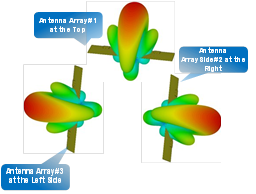 Antenna Array#1
at the Top
Antenna
Array Side#2 at the
Right
Antenna Array#3
at the Left Side